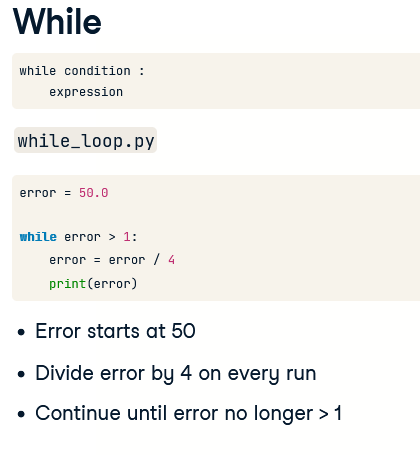 While
while condition :
    expression
while_loop.py
error = 50.0
while error > 1:
    error = error / 4
    print(error)
• Error starts at 50
• Divide error by 4 on every run
• Continue until error no longer > 1